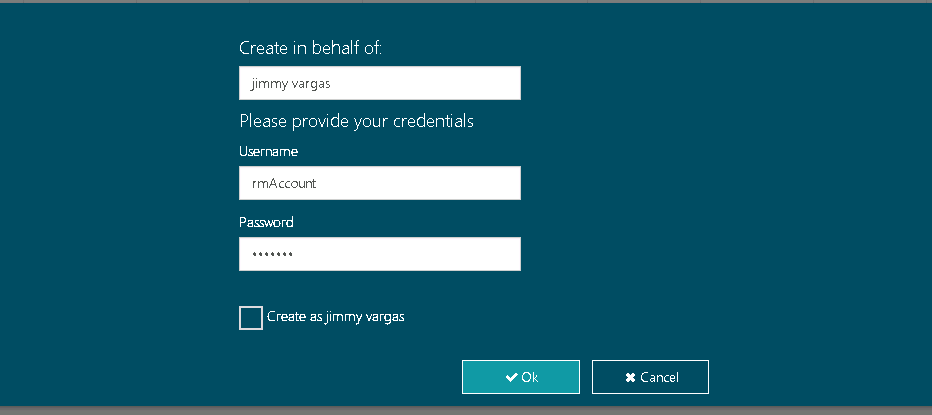 Create in behalf of:
jimmy vargas
Please provide your credentials
Username
rmAccount
Password
•••••••
Create as jimmy vargas
✔ Ok
✖ Cancel